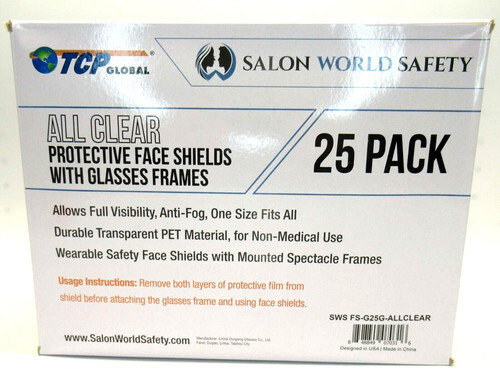 TCP GLOBAL®
SALON WORLD SAFETY
ALL CLEAR
PROTECTIVE FACE SHIELDS
WITH GLASSES FRAMES
25 PACK
Allows Full Visibility, Anti-Fog, One Size Fits All
Durable Transparent PET Material, for Non-Medical Use
Wearable Safety Face Shields with Mounted Spectacle Frames
Usage Instructions: Remove both layers of protective film from
shield before attaching the glasses frame and using face shields.
SWS FS-G25G-ALLCLEAR
www.SalonWorldSafety.com
Designed in USA | Made in China